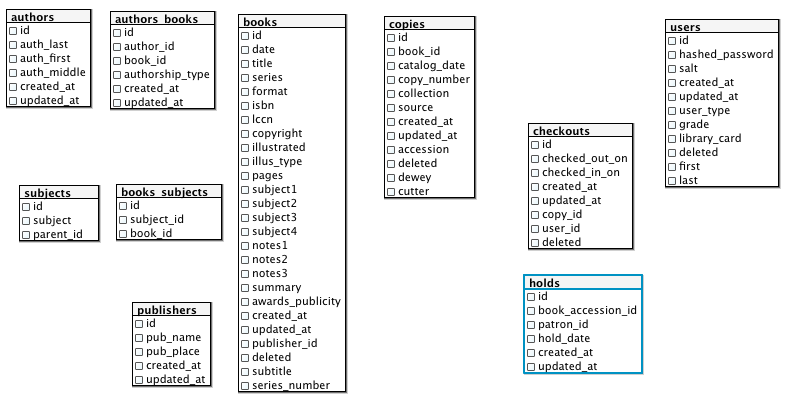 authors
id
auth_last
auth_first
auth_middle
created_at
updated_at
authors_books
id
author_id
book_id
authorship_type
created_at
updated_at
books
id
date
title
series
format
isbn
lccn
copyright
illustrated
illus_type
pages
subject1
subject2
subject3
subject4
notes1
notes2
notes3
summary
awards_publicity
created_at
updated_at
publisher_id
deleted
subtitle
series_number
copies
id
book_id
catalog_date
copy_number
collection
source
created_at
updated_at
accession
deleted
dewey
cutter
users
id
hashed_password
salt
created_at
updated_at
user_type
grade
library_card
deleted
first
last
checkouts
id
checked_out_on
checked_in_on
created_at
updated_at
copy_id
user_id
deleted
subjects
id
subject
parent_id
books_subjects
id
subject_id
book_id
holds
id
book_accession_id
patron_id
hold_date
created_at
updated_at
publishers
id
pub_name
pub_place
created_at
updated_at